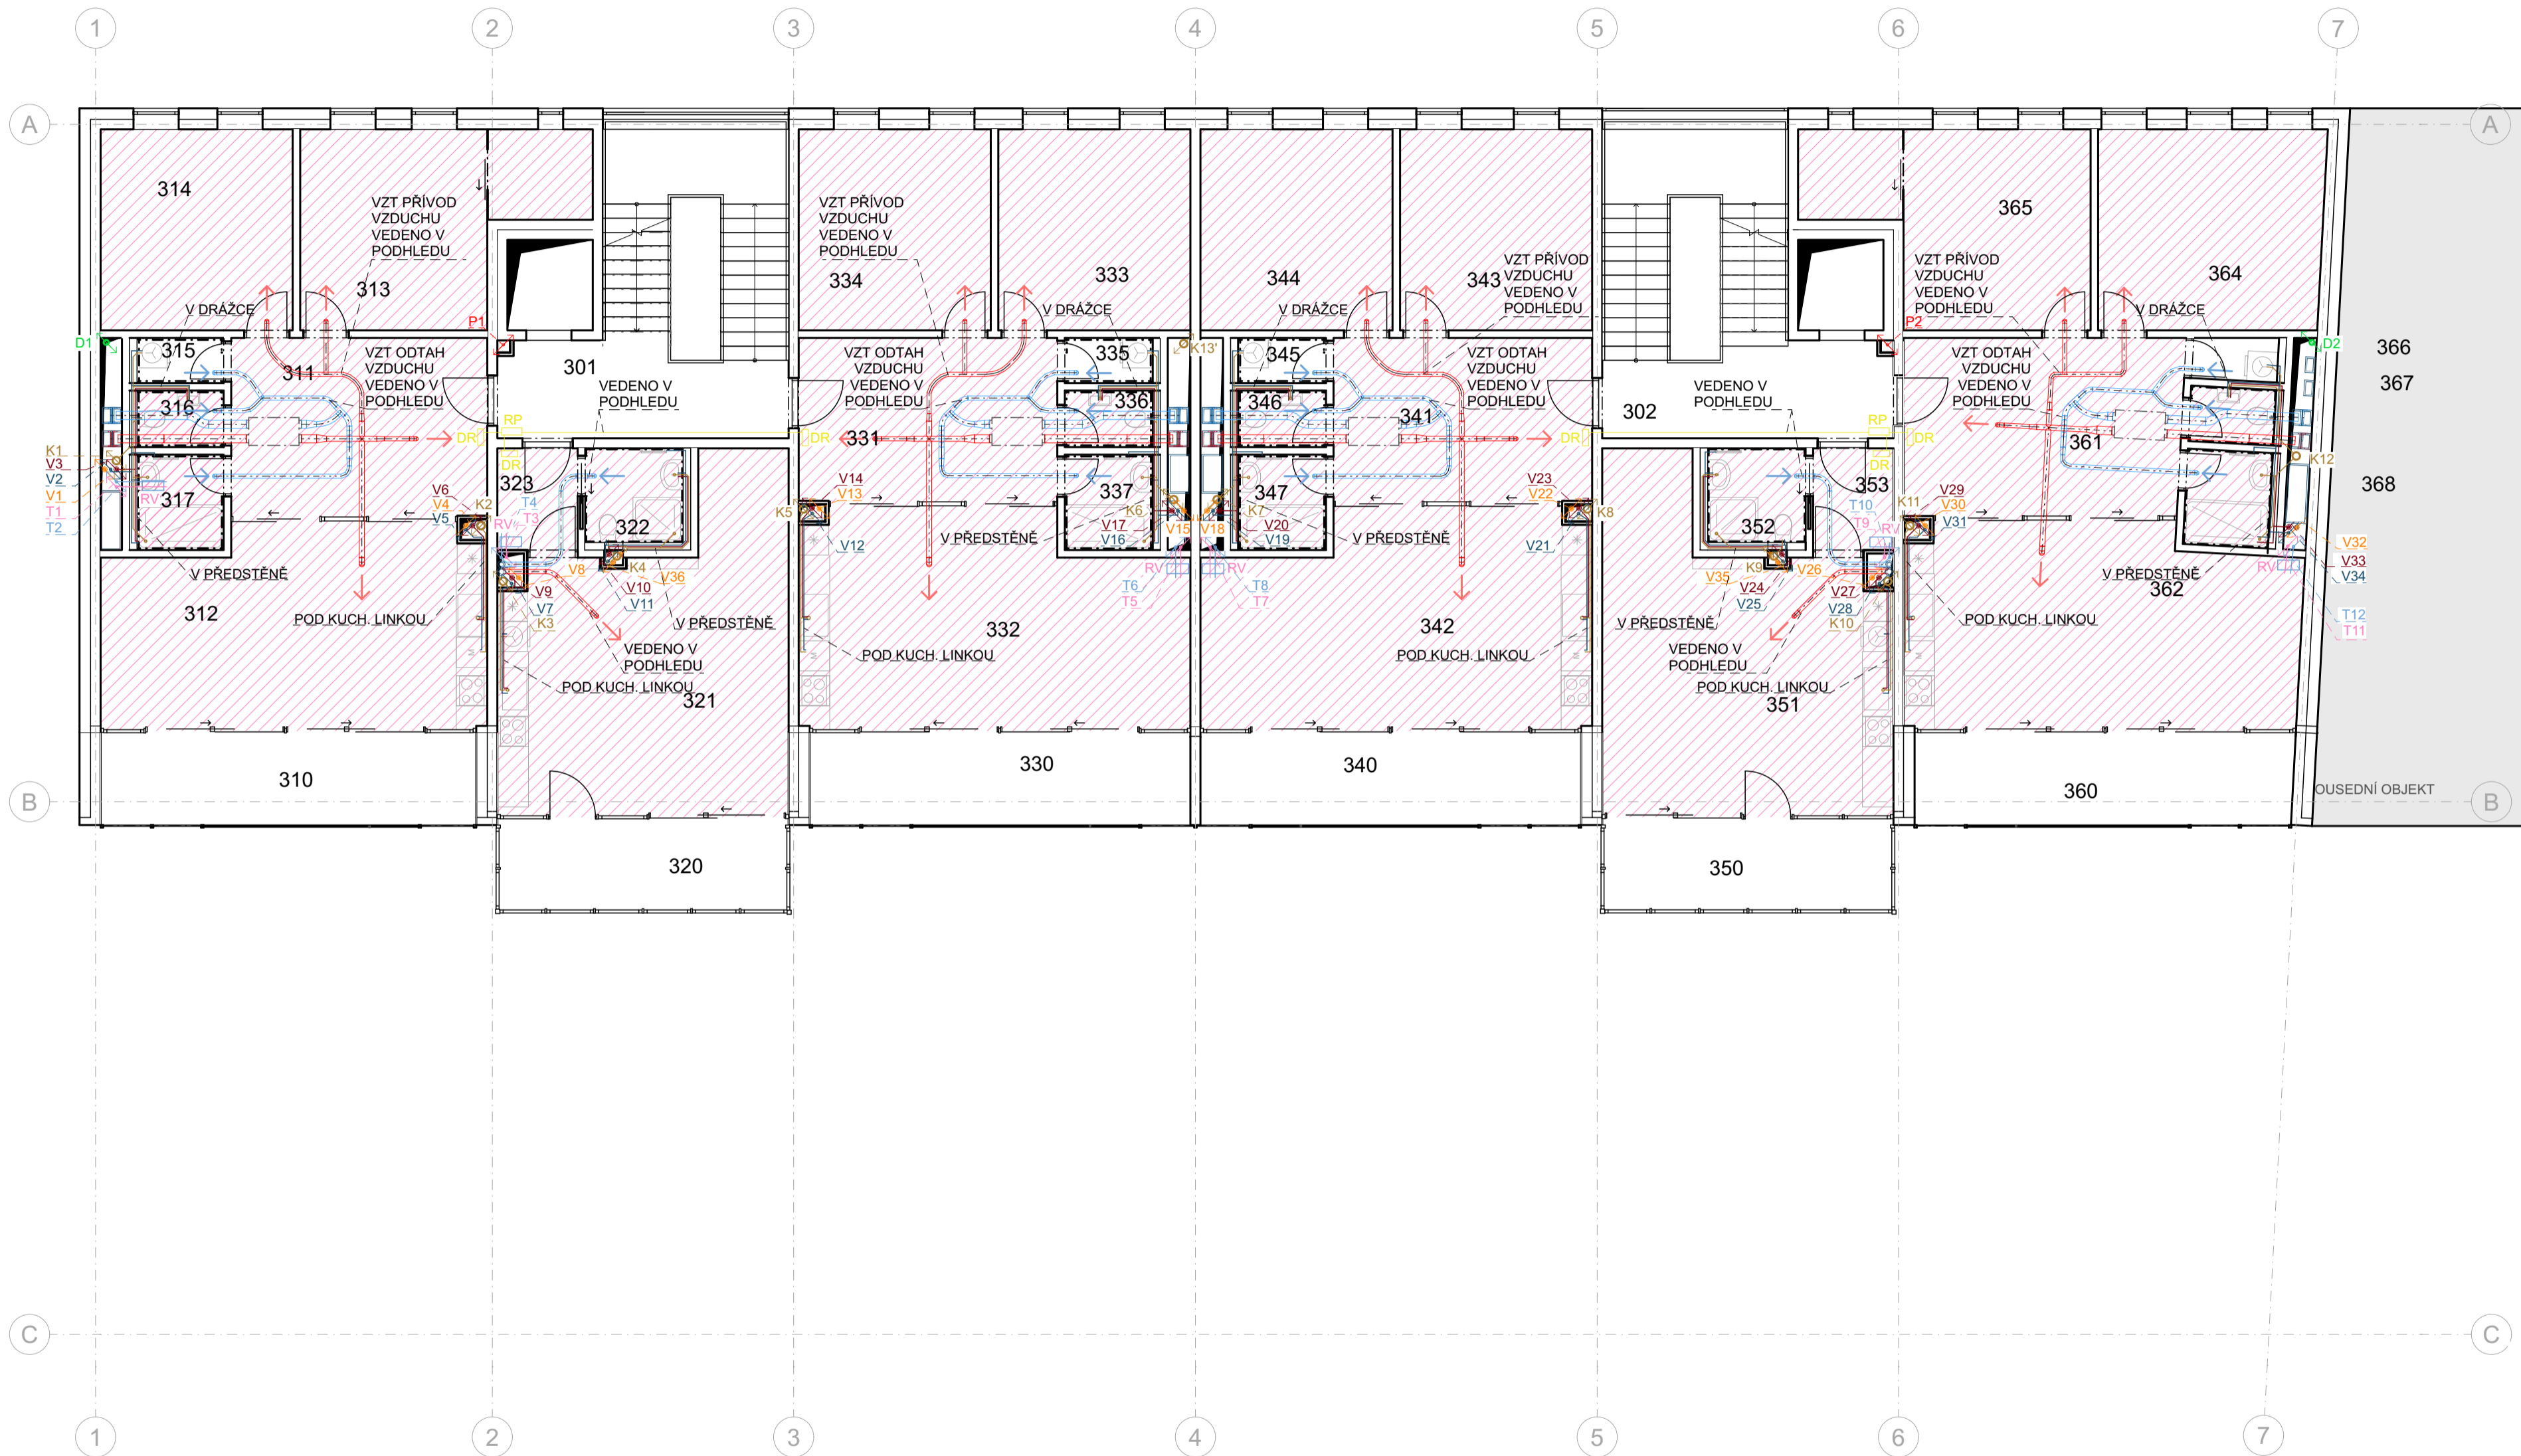 1
2
3
4
5
6
7
A
A
314
313
VZT PŘÍVOD
VZDUCHU
VEDENO V
PODHLEDU
VZT PŘÍVOD
VZDUCHU
VEDENO V
PODHLEDU
334
333
344
343
VZT PŘÍVOD
VZDUCHU
VEDENO V
PODHLEDU
VZT PŘÍVOD
VZDUCHU
VEDENO V
PODHLEDU
365
364
V DRÁŽCE
V DRÁŽCE
V DRÁŽCE
V DRÁŽCE
D1
P1
K13'
P2
D2
315
311
VZT ODTAH
VZDUCHU
VEDENO V
PODHLEDU
301
VEDENO V
PODHLEDU
VZT ODTAH
VZDUCHU
VEDENO V
PODHLEDU
335
345
VZT ODTAH
VZDUCHU
VEDENO V
PODHLEDU
302
VEDENO V
PODHLEDU
VZT ODTAH
VZDUCHU
VEDENO V
PODHLEDU
366
367
368
316
336
346
341
331
361
DR
RP
DR
DR
DR
RP
DR
DR
K1
V3
V2
V1
T1
T2
RV
317
323
337
347
353
K12
V6
V4
V5
K2
RV
T4
T3
322
V14
V13
K5
V12
K6
V17
V16
V15
V18
K7
V20
V19
V23
V22
K8
V21
352
T10
T9
RV
K11
V29
V30
V31
V32
V33
V34
RV
T12
T11
V PŘEDSTĚNĚ
V PŘEDSTĚNĚ
V PŘEDSTĚNĚ
V PŘEDSTĚNĚ
V8
K4
V36
V9
V7
K3
V10
V11
RV
T6
T5
RV
T8
T7
K9
V35
V26
V24
V25
V27
V28
K10
312
POD KUCH. LINKOU
V PŘEDSTĚNĚ
332
POD KUCH. LINKOU
342
POD KUCH. LINKOU
V PŘEDSTĚNĚ
POD KUCH. LINKOU
362
VEDENO V
PODHLEDU
VEDENO V
PODHLEDU
POD KUCH. LINKOU
321
POD KUCH. LINKOU
351
M
M
M
M
310
330
340
360
OUSEDNÍ OBJEKT
B
B
320
350
C
C
1
2
3
4
5
6
7